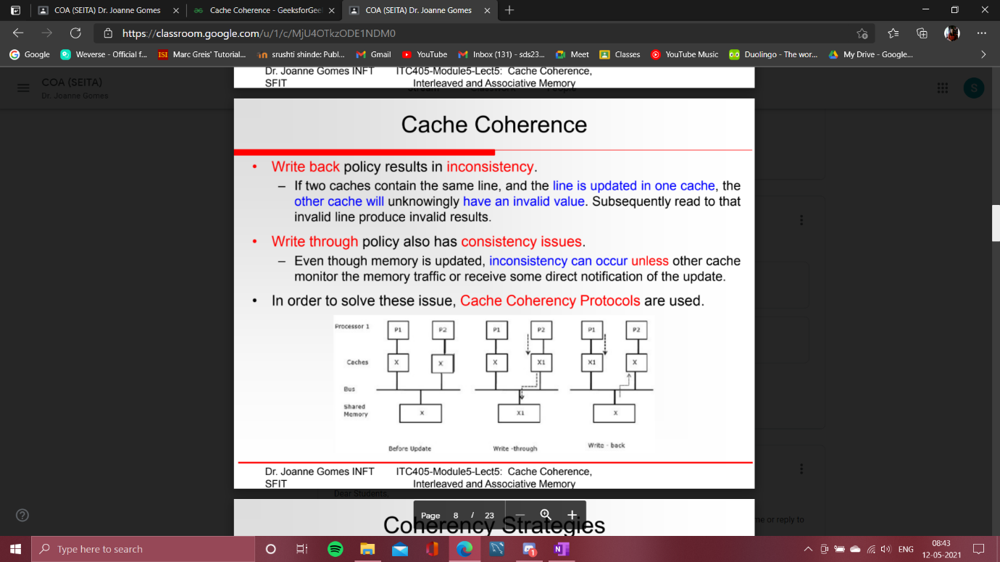 COA (SEITA) Dr. Joanne Gomes
Cache Coherence - GeeksforGee
COA (SEITA) Dr. Joanne Gomes
https://classroom.google.com/u/1/c/MjU4OTkzODE1NDM0
Google
Weverse - Official f...
ISI Marc Greis' Tutorial...
srushti shinde: Publ...
Gmail
YouTube
Inbox (131) - sds23...
Meet
Classes
YouTube Music
Duolingo - The wor...
My Drive - Google...
COA (SEITA)
Dr. Joanne Gomes
S
Dr. Joanne Gomes INFT ITC405-Module5-Lect5: Cache Coherence,
SFIT Interleaved and Associative Memory
Cache Coherence
• Write back policy results in inconsistency.
– If two caches contain the same line, and the line is updated in one cache, the
other cache will unknowingly have an invalid value. Subsequently read to that
invalid line produce invalid results.
• Write through policy also has consistency issues.
– Even though memory is updated, inconsistency can occur unless other cache
monitor the memory traffic or receive some direct notification of the update.
• In order to solve these issue, Cache Coherency Protocols are used.
Processor 1 P1 P2 P1 P2 P1 P2
Caches X X X X1 X1 X
Bus
Shared
Memory X X1 X
Before Update Write -through Write - back
Dr. Joanne Gomes INFT ITC405-Module5-Lect5: Cache Coherence,
SFIT Interleaved and Associative Memory
Dear Students,
me or reply to
Page 8 / 23
Coherency Strategies
Type here to search
1
N
ENG
08:43
12-05-2021